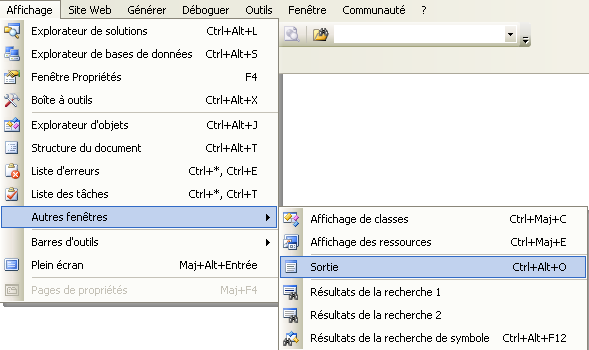 Affichage Site Web Générer Déboguer Outils Fenêtre Communauté ?
Explorateur de solutions Ctrl+Alt+L
Explorateur de bases de données Ctrl+Alt+S
Fenêtre Propriétés F4
Boîte à outils Ctrl+Alt+X
Explorateur d'objets Ctrl+Alt+J
Structure du document Ctrl+Alt+T
Liste d'erreurs Ctrl+*, Ctrl+E
Liste des tâches Ctrl+*, Ctrl+T
Autres fenêtres
Barres d'outils
Plein écran Maj+Alt+Entrée
Pages de propriétés Maj+F4
Affichage de classes Ctrl+Maj+C
Affichage des ressources Ctrl+Maj+E
Sortie Ctrl+Alt+O
Résultats de la recherche 1
Résultats de la recherche 2
Résultats de la recherche de symbole Ctrl+Alt+F12